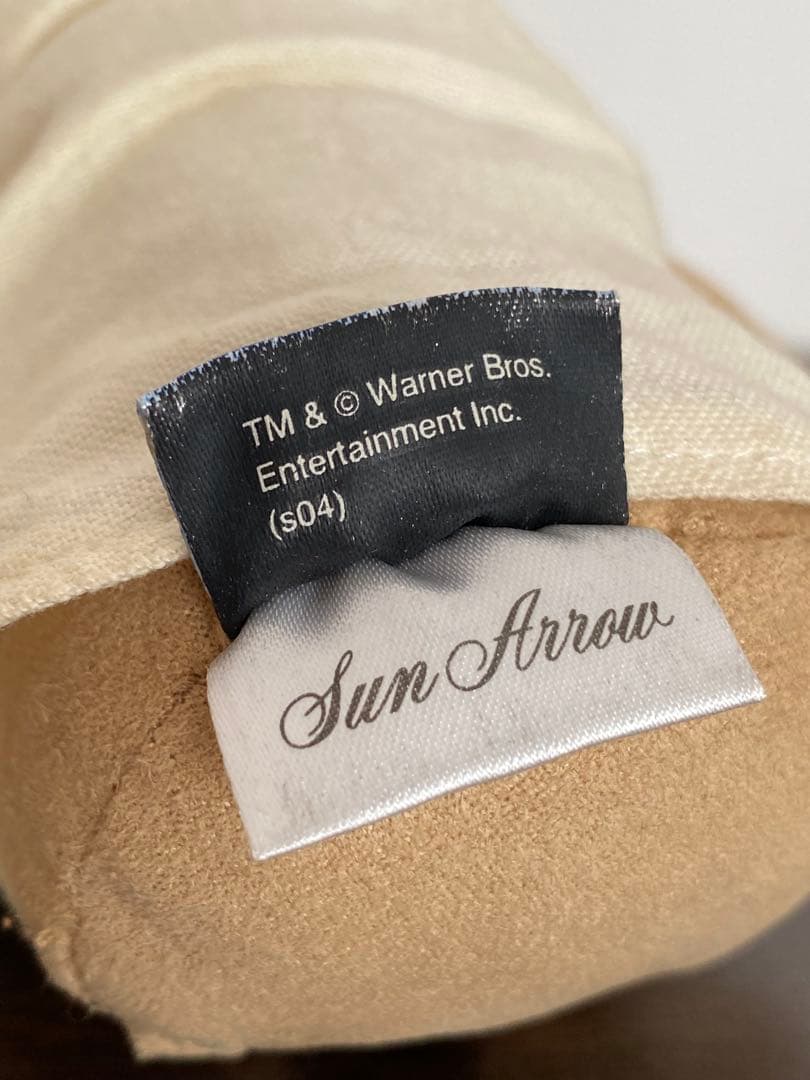 TM & © Warner Bros.
Entertainment Inc.
(s04)
Sun Arrow